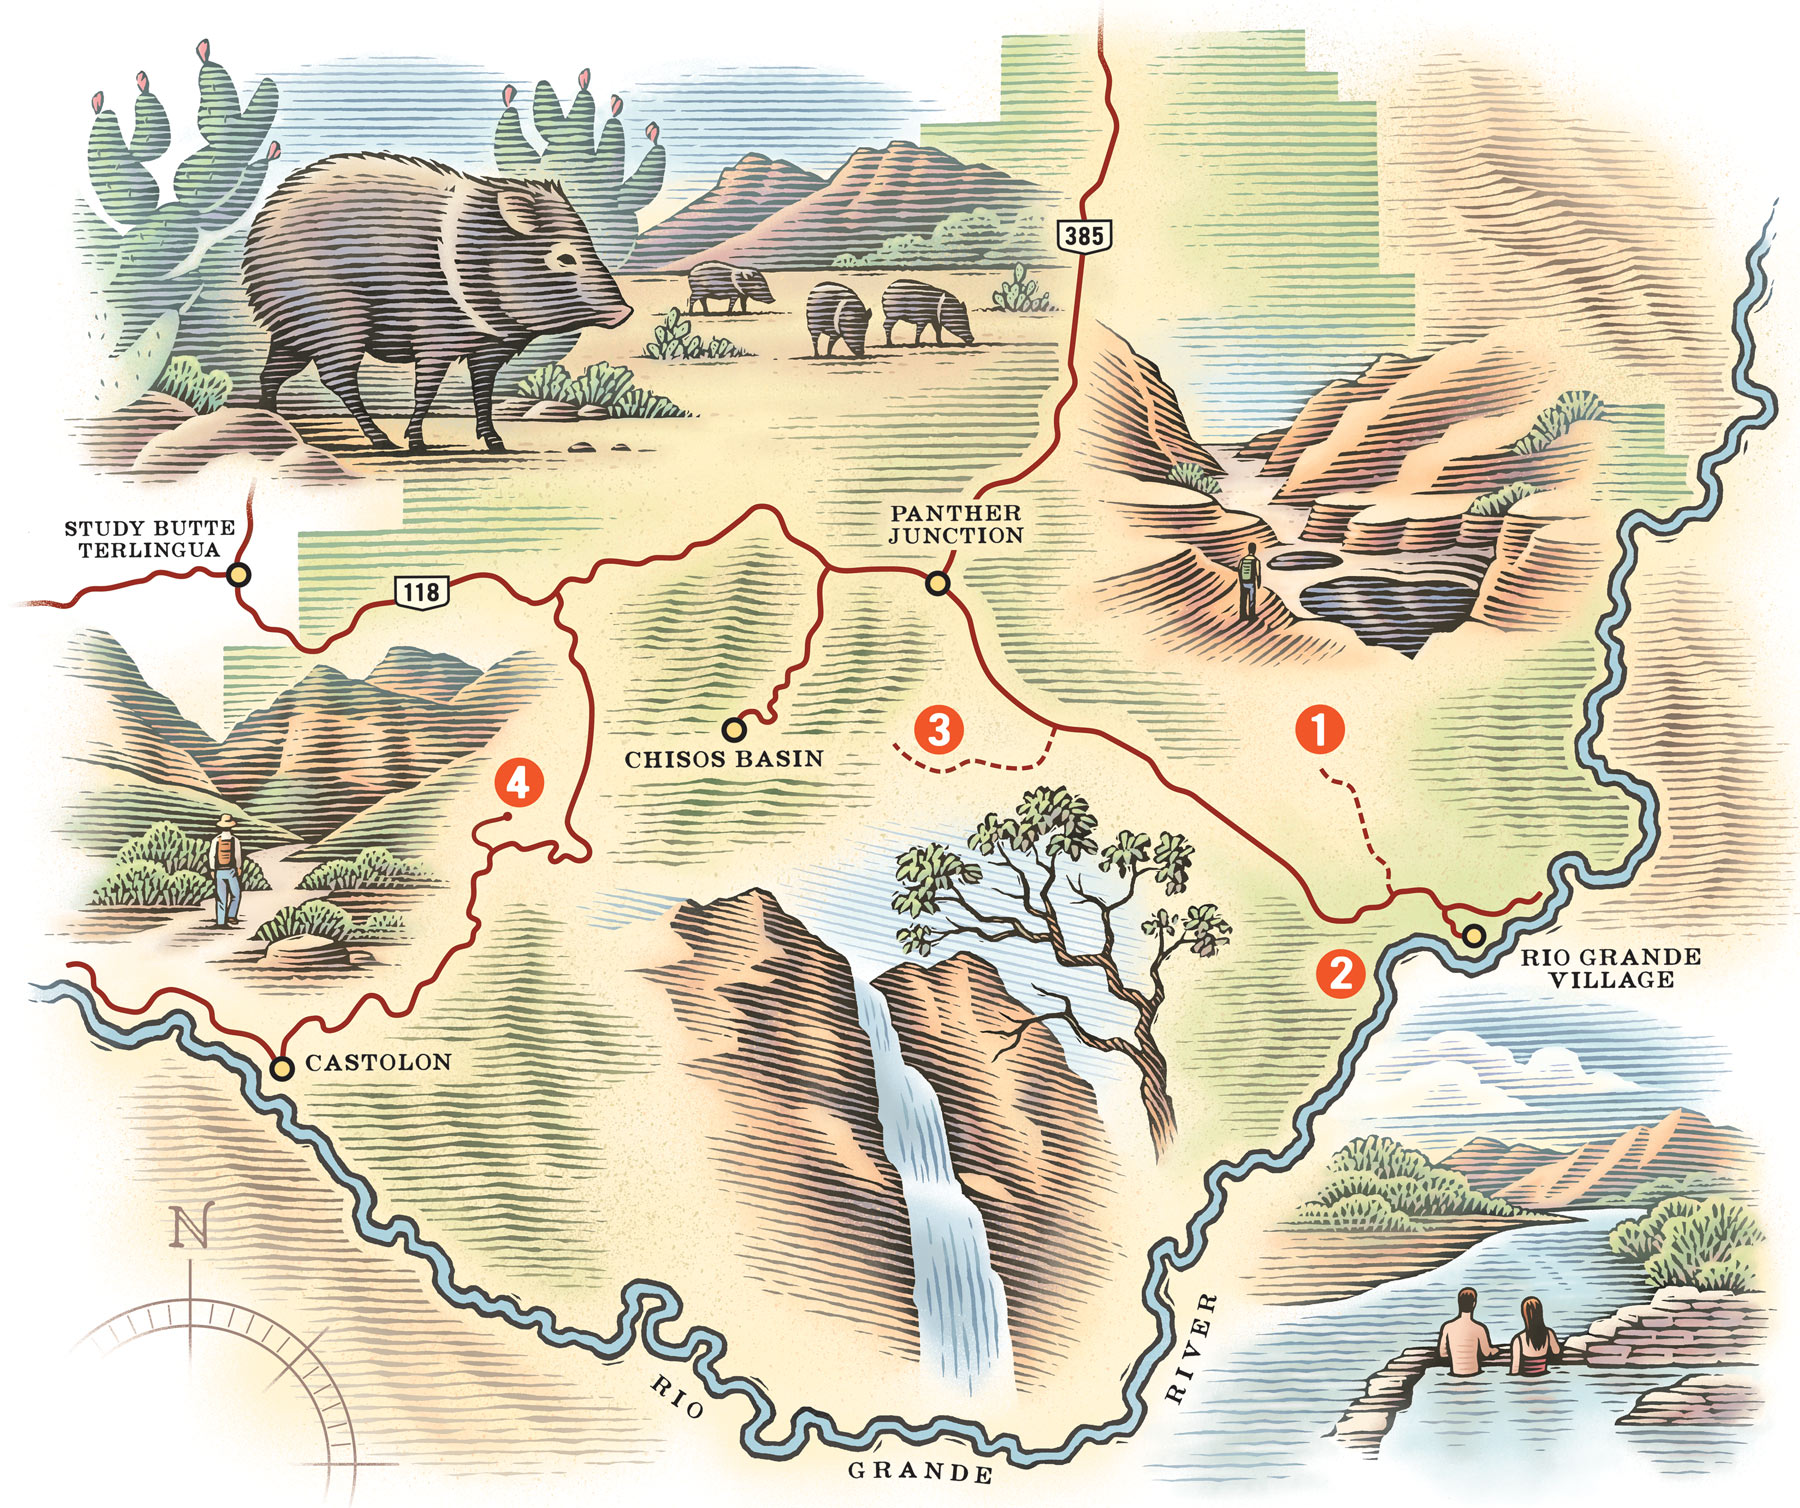 385
STUDY BUTTE
TERLINGUA
PANTHER
JUNCTION
118
3
1
CHISOS BASIN
4
2
RIO GRANDE
VILLAGE
CASTOLON
N
RIO
GRANDE
RIVER